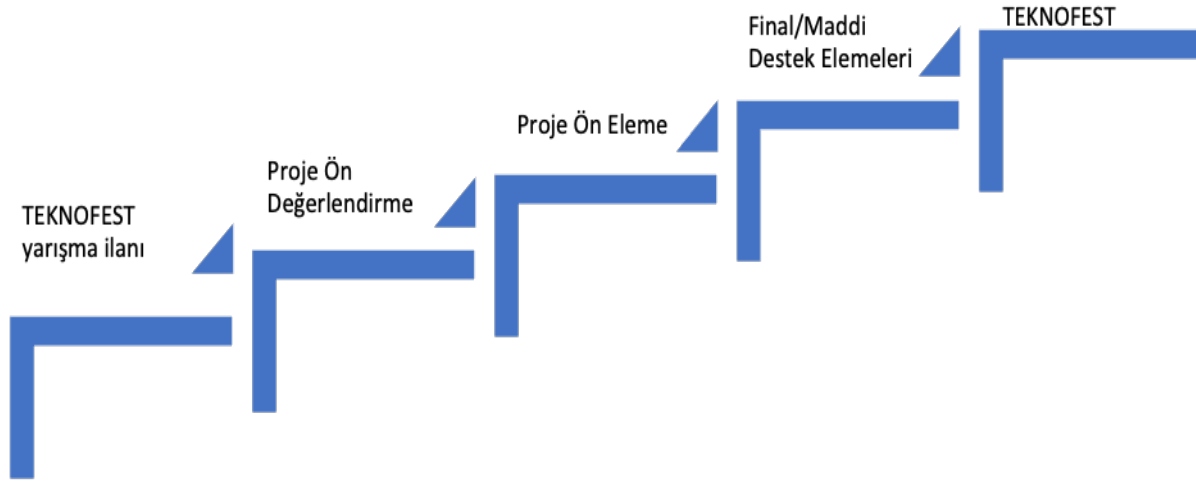 TEKNOFEST
yarışma ilanı
Proje Ön
Değerlendirme
Proje Ön Eleme
Final/Maddi
Destek Elemeleri
TEKNOFEST